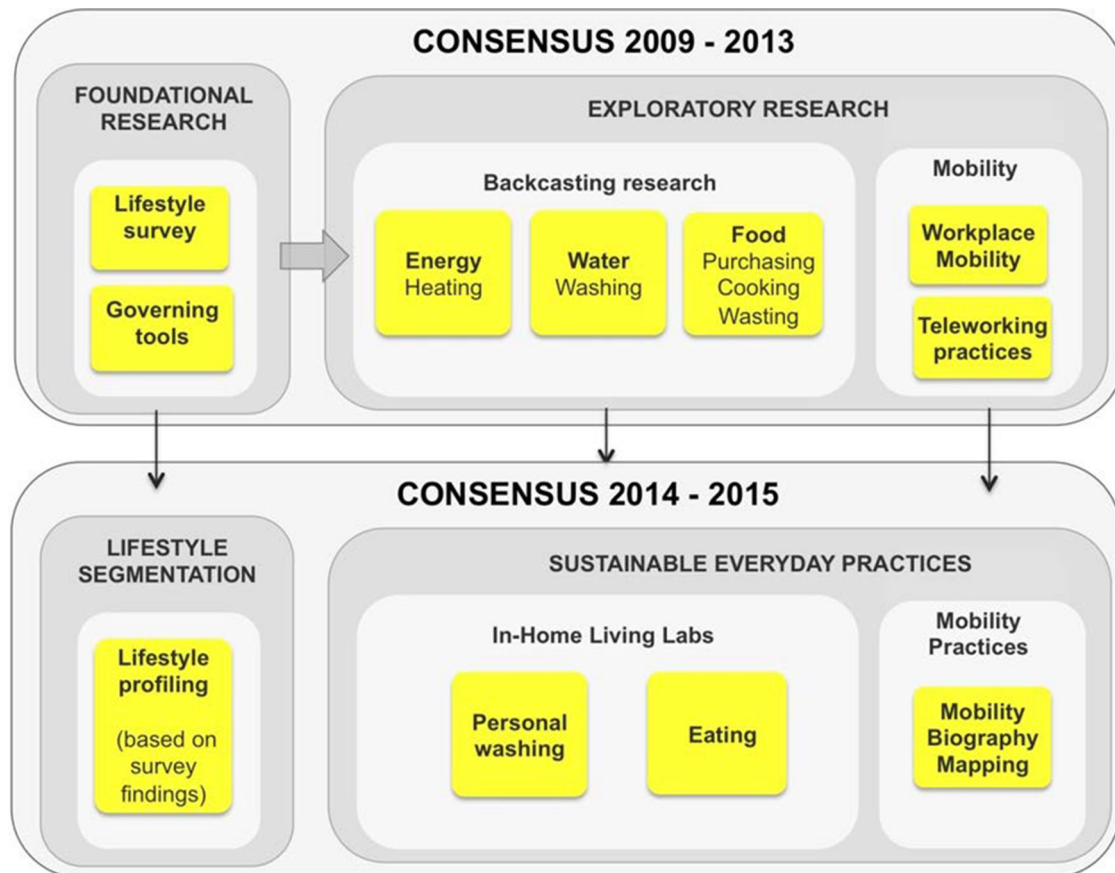 CONSENSUS 2009 - 2013
FOUNDATIONAL
RESEARCH
Lifestyle
survey
Governing
tools
EXPLORATORY RESEARCH
Backcasting research
Energy
Heating
Water
Washing
Food
Purchasing
Cooking
Wasting
Mobility
Workplace
Mobility
Teleworking
practices
CONSENSUS 2014 - 2015
LIFESTYLE
SEGMENTATION
Lifestyle
profiling
(based on
survey
findings)
SUSTAINABLE EVERYDAY PRACTICES
In-Home Living Labs
Personal
washing
Eating
Mobility
Practices
Mobility
Biography
Mapping